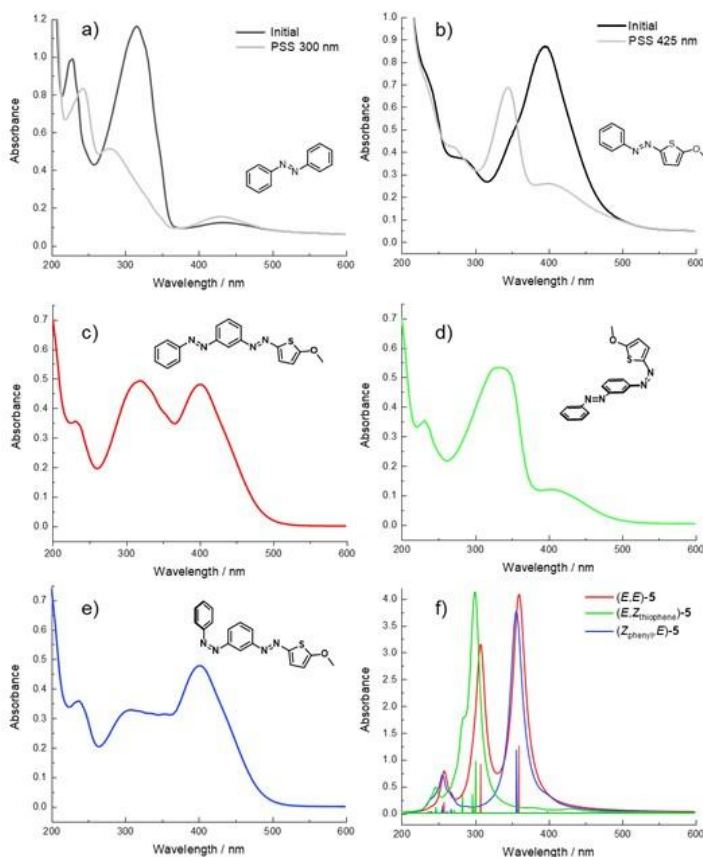 a)
Initial
PSS 300 nm
Absorbance
1.2
1.0
0.8
0.6
0.4
0.2
0.0
N=N
200 300 400 500 600
Wavelength / nm
b)
Initial
PSS 425 nm
Absorbance
1.0
0.9
0.8
0.7
0.6
0.5
0.4
0.3
0.2
0.1
0.0
N=N
S
O
200 300 400 500 600
Wavelength / nm
c)
Absorbance
0.7
0.6
0.5
0.4
0.3
0.2
0.1
0.0
N=N
N=N
S
O
200 300 400 500 600
Wavelength / nm
d)
Absorbance
0.7
0.6
0.5
0.4
0.3
0.2
0.1
0.0
O
S
N=N
N=N
200 300 400 500 600
Wavelength / nm
e)
Absorbance
0.7
0.6
0.5
0.4
0.3
0.2
0.1
0.0
N=N
N=N
S
O
200 300 400 500 600
Wavelength / nm
f)
(E,E)-5
(E,Zthiophene)-5
(Zphenyl,E)-5
Absorbance
4.0
3.5
3.0
2.5
2.0
1.5
1.0
0.5
0.0
200 300 400 500 600
Wavelength / nm